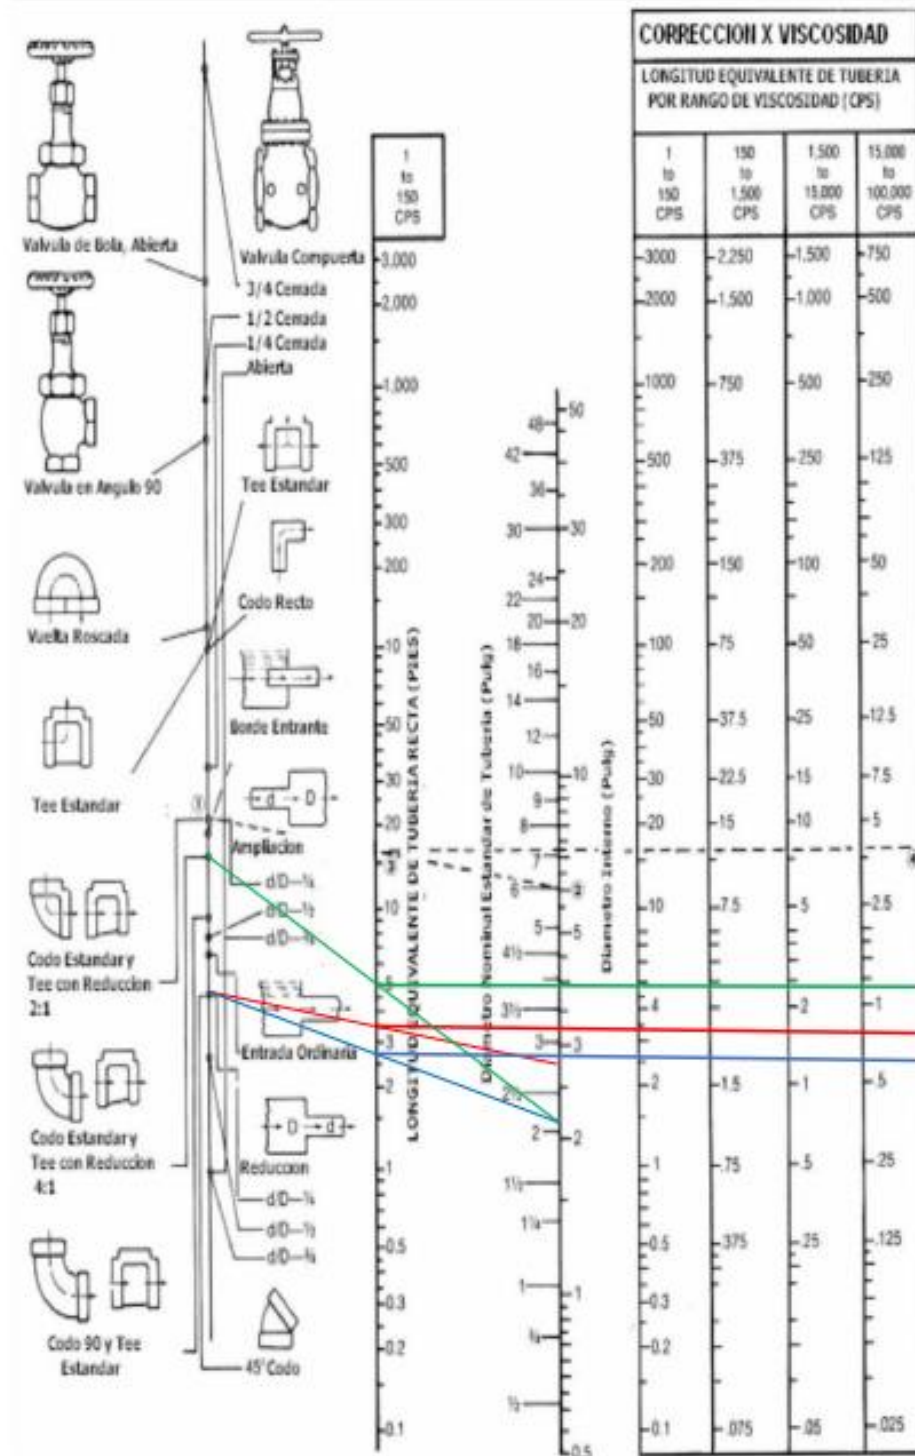 CORRECCION X VISCOSIDAD
LONGITUD EQUIVALENTE DE TUBERIA
POR RANGO DE VISCOSIDAD (CPS)
1
to
150
CPS
1
to
150
CPS
150
to
1,500
CPS
1,500
to
15,000
CPS
15,000
to
100,000
CPS
Valvula de Bola, Abierta
Valvula Compuerta
3/4 Cerrada
1/2 Cerrada
1/4 Cerrada
Abierta
Valvula en Angulo 90
Tee Estandar
Codo Recto
Vuelta Roscada
Borde Entrante
Tee Estandar
Ampliacion
d D
d/D—¼
d/D—½
d/D—¾
Codo Estandar y
Tee con Reduccion
2:1
Entrada Ordinaria
Codo Estandar y
Tee con Reduccion
4:1
D d
Reduccion
d/D—¼
d/D—½
d/D—¾
Codo 90 y Tee
Estandar
45° Codo
LONGITUD EQUIVALENTE DE TUBERIA RECTA (PIES)
3,000
2,000
1,000
500
300
200
10
50
30
20
10
3
2
1
0.5
0.3
0.2
0.1
Diametro Nominal Estandar de Tuberia (Pulg)
48
42
36
30
24
22
20
18
16
14
12
10
9
8
7
6
5
4½
3½
3
2½
2
1½
1¼
1
¾
½
Diametro Interno (Pulg)
50
30
20
10
5
3
2
1
0.5
3000
2000
1000
500
200
100
50
30
20
10
4
2
1
0.5
0.3
0.2
0.1
2,250
1,500
750
375
150
75
37.5
22.5
15
7.5
1.5
.75
.375
.075
1,500
1,000
500
250
100
50
25
15
10
5
2
1
.5
.25
.05
750
500
250
125
50
25
12.5
7.5
5
2.5
1
.5
.25
.125
.025